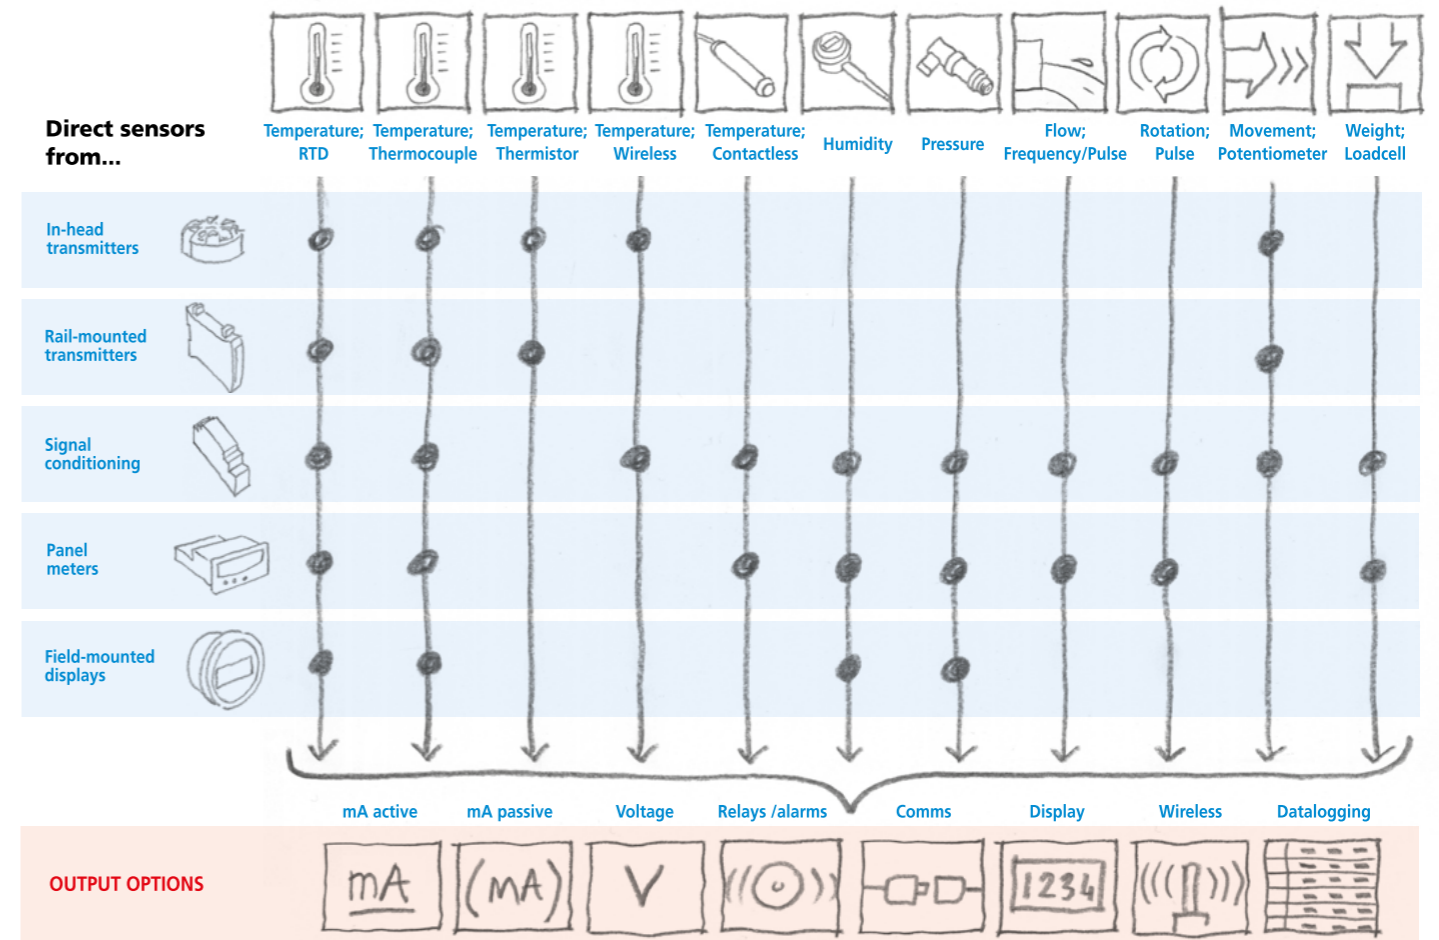 Direct sensors
from...
Temperature;
RTD
Temperature;
Thermocouple
Temperature;
Thermistor
Temperature;
Wireless
Temperature;
Contactless
Humidity
Pressure
Flow;
Frequency/Pulse
Rotation;
Pulse
Movement;
Potentiometer
Weight;
Loadcell
In-head
transmitters
Rail-mounted
transmitters
Signal
conditioning
Panel
meters
Field-mounted
displays
mA active
mA passive
Voltage
Relays /alarms
Comms
Display
Wireless
Datalogging
OUTPUT OPTIONS
mA
(MA)
V
1234